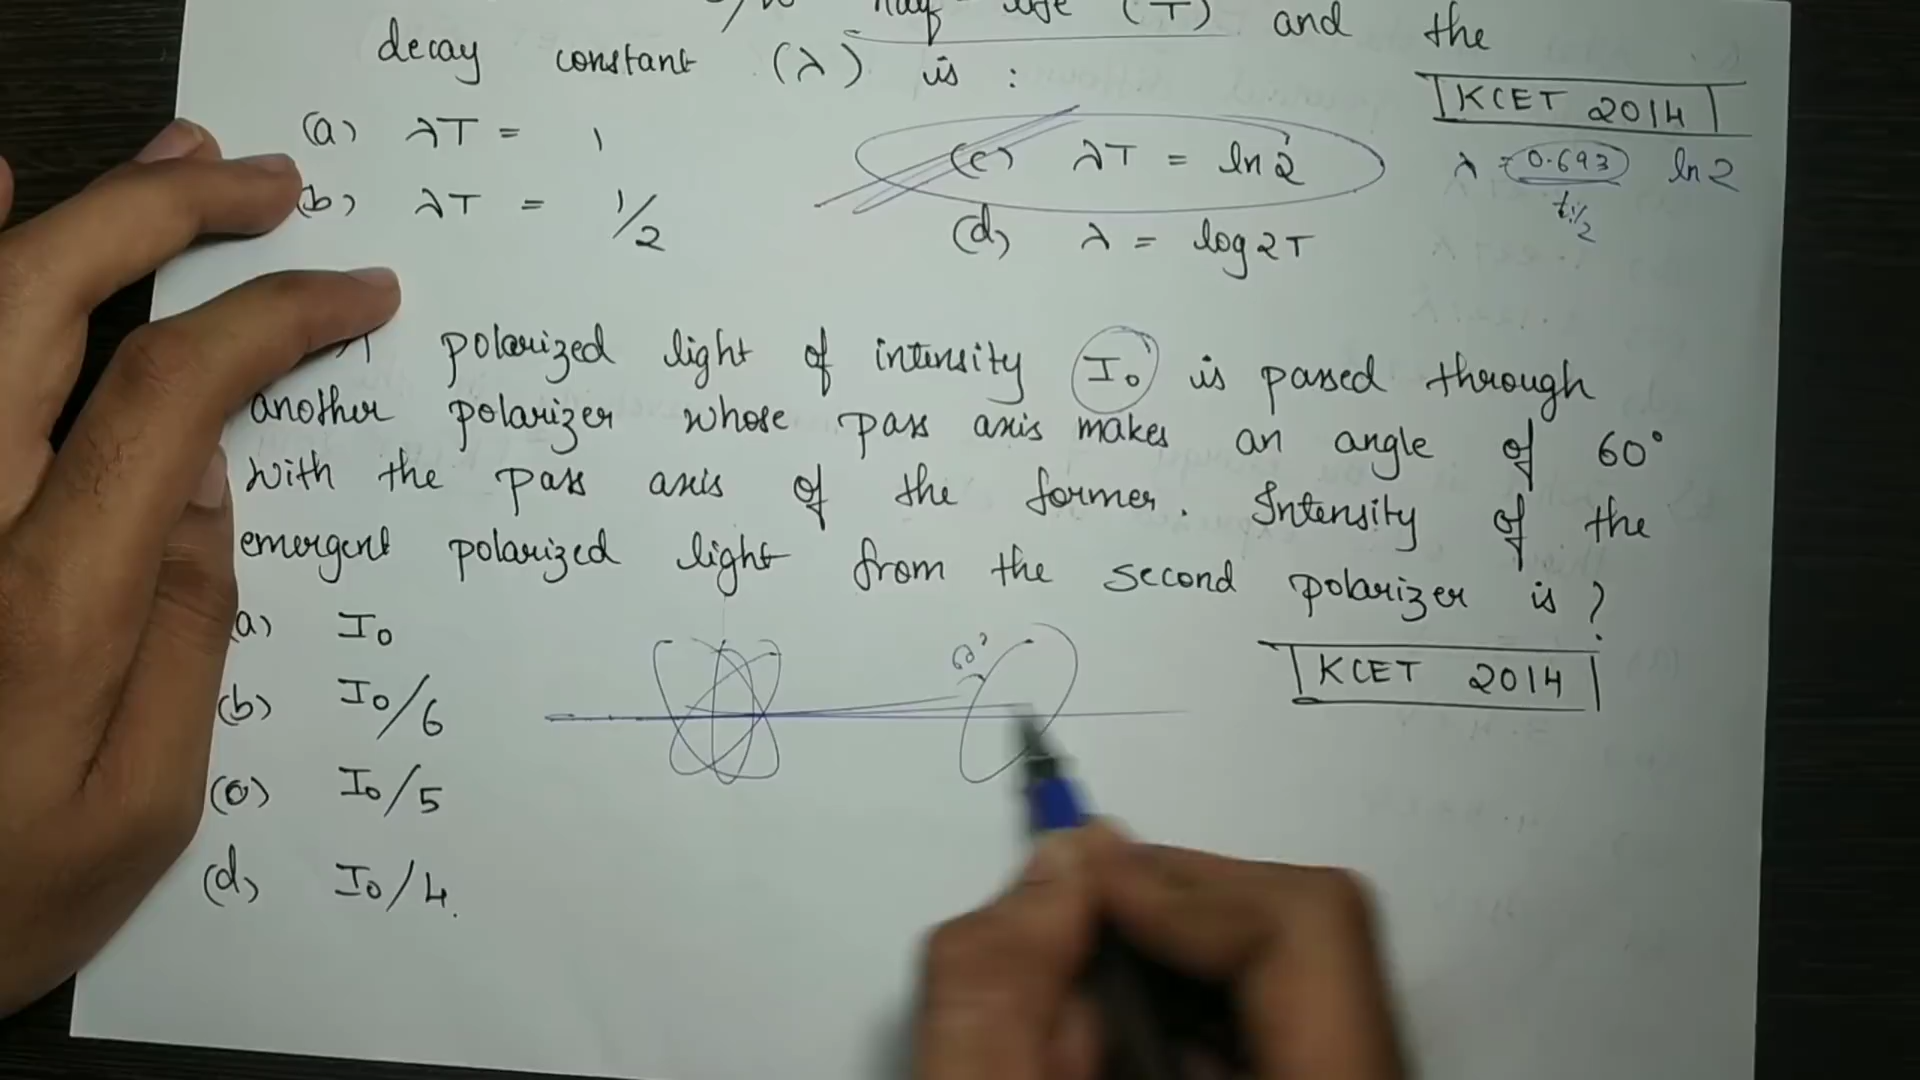 half life (T) and the
decay constant (λ) is :
KCET 2014
(a) λT = 1
(c) λT = ln 2
λ = 0.693 / t1/2 ln 2
(b) λT = 1/2
(d) λ = log 2T
A polarized light of intensity I₀ is passed through
another polarizer whose pass axis makes an angle of 60°
with the pass axis of the former. Intensity of the
emergent polarized light from the second polarizer is ?
(a) I₀
60°
KCET 2014
(b) I₀/6
(c) I₀/5
(d) I₀/4.